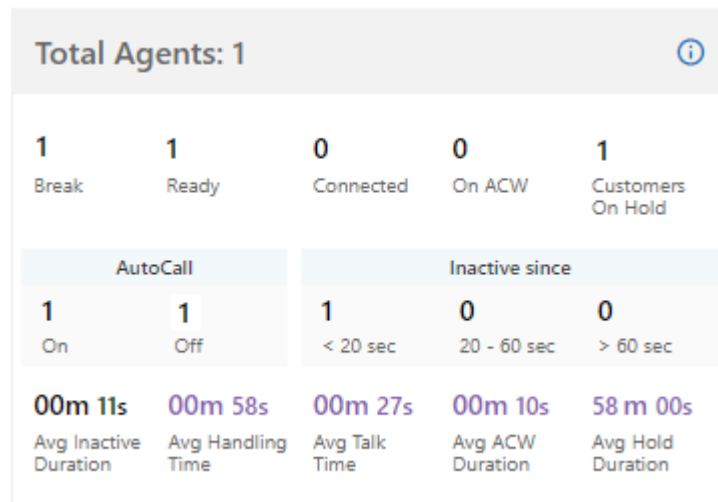 Total Agents: 1
1 1 0 0 1
Break Ready Connected On ACW Customers On Hold
AutoCall Inactive since
1 1 1 0 0
On Off < 20 sec 20 - 60 sec > 60 sec
00m 11s 00m 58s 00m 27s 00m 10s 58 m 00s
Avg Inactive Duration Avg Handling Time Avg Talk Time Avg ACW Duration Avg Hold Duration